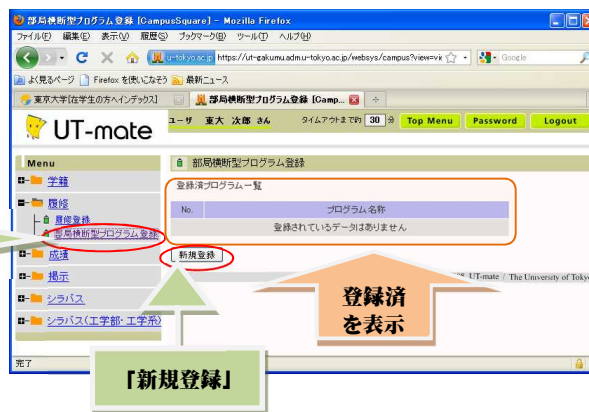 部局横断型プログラム登録 [CampusSquare] - Mozilla Firefox
ファイル(F) 編集(E) 表示(V) 履歴(S) ブックマーク(B) ツール(T) ヘルプ(H)
u-tokyo.ac.jp https://ut-gakumu.adm.u-tokyo.ac.jp/websys/campus?view=vie Google
よく見るページ Firefox を使いこなそう 最新ニュース
東京大学[在学生の方へインデックス] 部局横断型プログラム登録 [Camp...
UT-mate
ユーザ 東大 次郎 さん タイムアウトまで約 30 分 Top Menu Password Logout
Menu
学籍
履修
履修登録
部局横断型プログラム登録
成績
掲示
シラバス
シラバス(工学部・工学系)
部局横断型プログラム登録
登録済プログラム一覧
No. プログラム名称
登録されているデータはありません
新規登録
UT-mate / The University of Tokyo
登録済
を表示
「新規登録」
完了